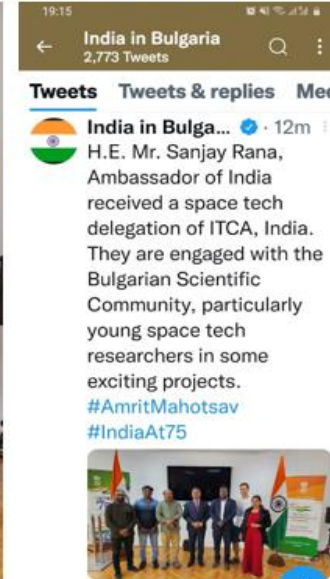 19:15
India in Bulgaria
2,773 Tweets
Tweets Tweets & replies
India in Bulga... · 12m
H.E. Mr. Sanjay Rana,
Ambassador of India
received a space tech
delegation of ITCA, India.
They are engaged with the
Bulgarian Scientific
Community, particularly
young space tech
researchers in some
exciting projects.
#AmritMahotsav
#IndiaAt75